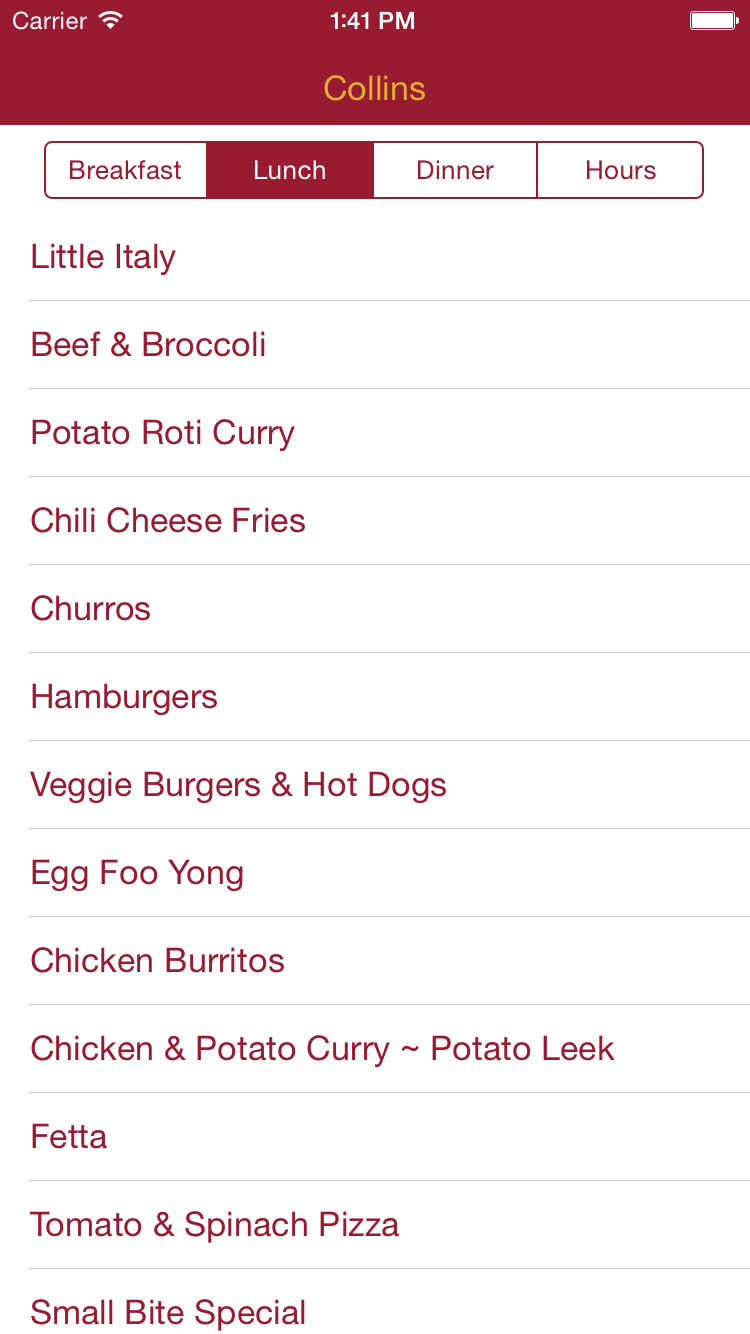 Carrier 1:41 PM
Collins
Breakfast Lunch Dinner Hours
Little Italy
Beef & Broccoli
Potato Roti Curry
Chili Cheese Fries
Churros
Hamburgers
Veggie Burgers & Hot Dogs
Egg Foo Yong
Chicken Burritos
Chicken & Potato Curry ~ Potato Leek
Fetta
Tomato & Spinach Pizza
Small Bite Special